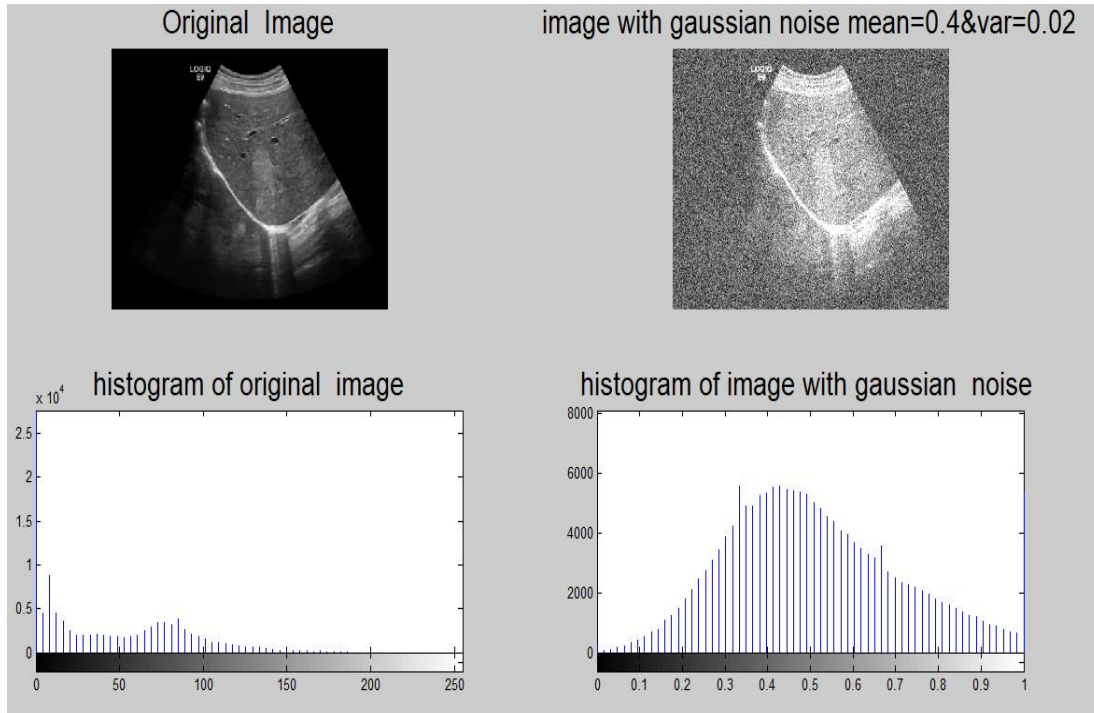 Original Image
image with gaussian noise mean=0.4&var=0.02
LOGIQ
E9
LOGIQ
E9
histogram of original image
histogram of image with gaussian noise
x 10^4
2.5
2
1.5
1
0.5
0
0 50 100 150 200 250
8000
6000
4000
2000
0
0 0.1 0.2 0.3 0.4 0.5 0.6 0.7 0.8 0.9 1